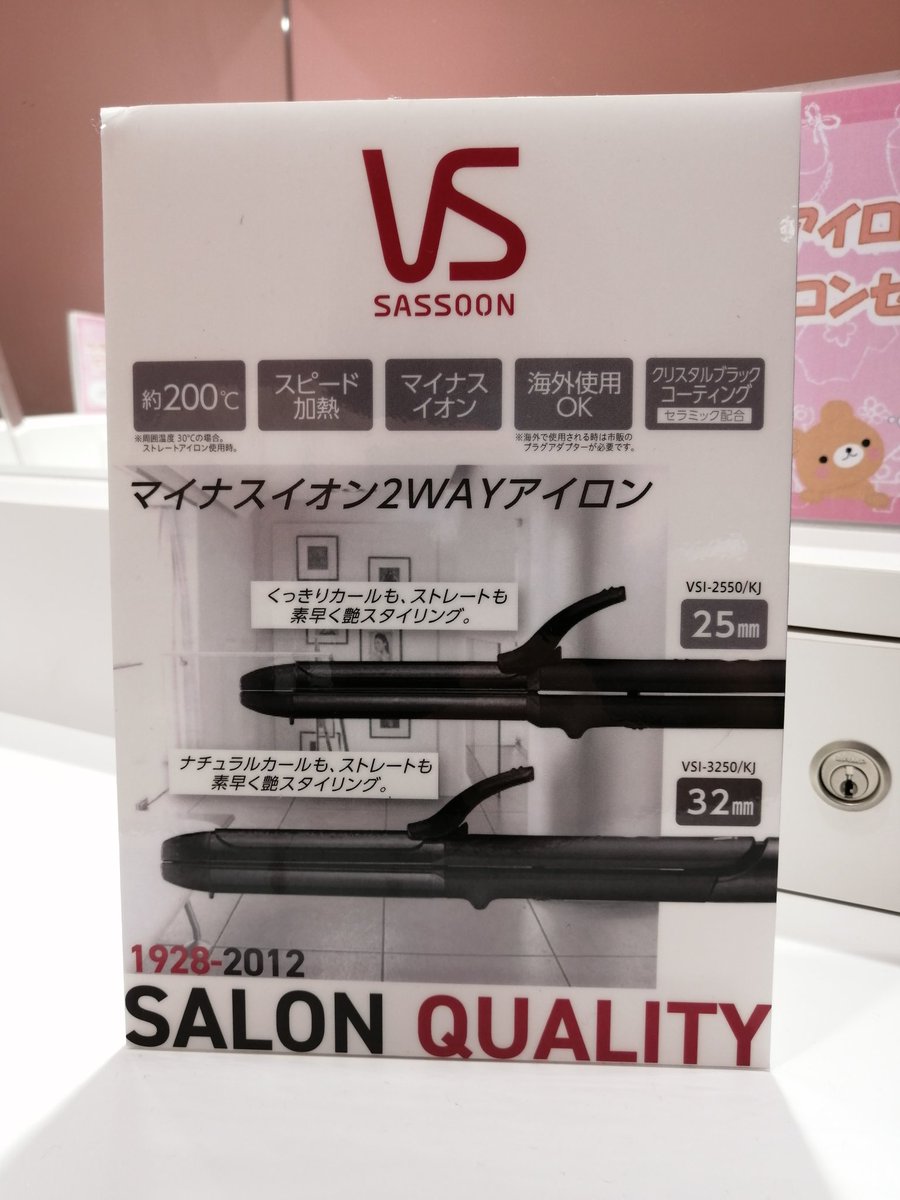 VS
SASSOON
約200℃
スピード
加熱
マイナス
イオン
海外使用
OK
クリスタルブラック
コーティング
セラミック配合
※周囲温度 30℃の場合。
ストレートアイロン使用時。
※海外で使用される時は市販の
プラグアダプターが必要です。
マイナスイオン2WAYアイロン
くっきりカールも、ストレートも
素早く艶スタイリング。
VSI-2550/KJ
25mm
ナチュラルカールも、ストレートも
素早く艶スタイリング。
VSI-3250/KJ
32mm
1928-2012
SALON QUALITY
アイロ
コンセ